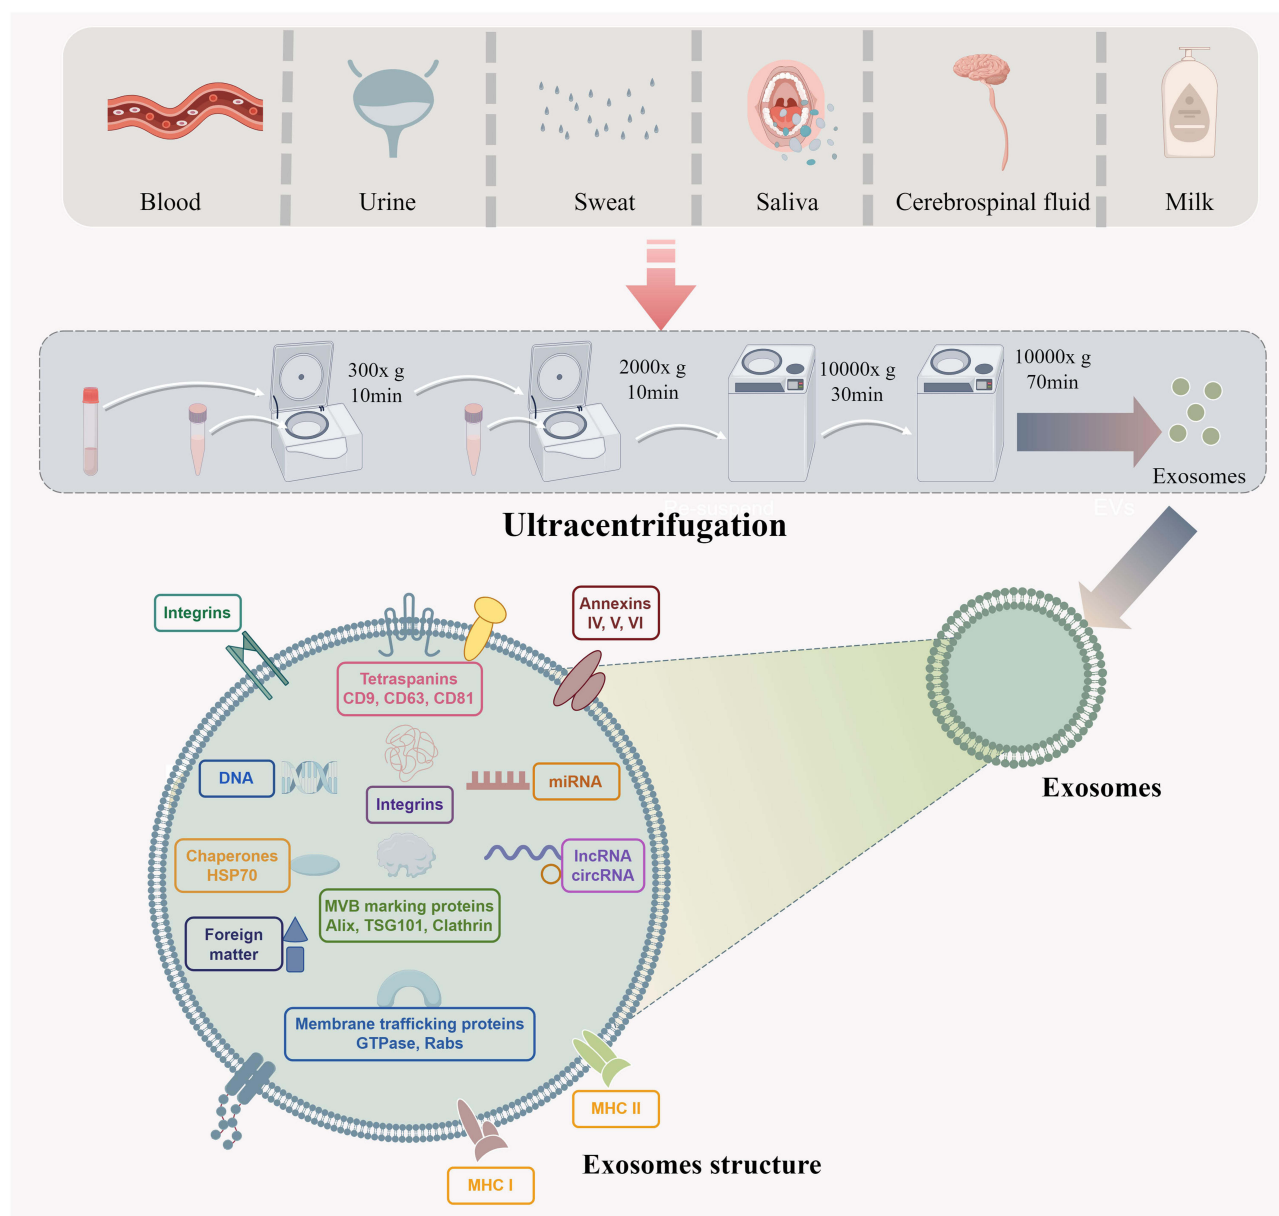 Blood
Urine
Sweat
Saliva
Cerebrospinal fluid
Milk
300x g
10min
2000x g
10min
10000x g
30min
10000x g
70min
Exosomes
EVs
Ultracentrifugation
Integrins
Annexins
IV, V, VI
Tetraspanins
CD9, CD63, CD81
DNA
Integrins
miRNA
Exosomes
Chaperones
HSP70
lncRNA
circRNA
MVB marking proteins
Alix, TSG101, Clathrin
Foreign
matter
Membrane trafficking proteins
GTPase, Rabs
MHC II
MHC I
Exosomes structure